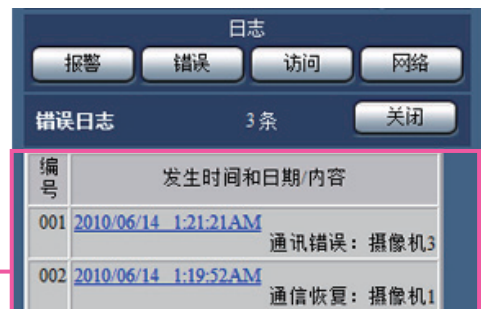 日志
报警 错误 访问 网络
错误日志 3条 关闭
编号 发生时间和日期/内容
001 2010/06/14 1:21:21AM
通讯错误：摄像机3
002 2010/06/14 1:19:52AM
通信恢复：摄像机1